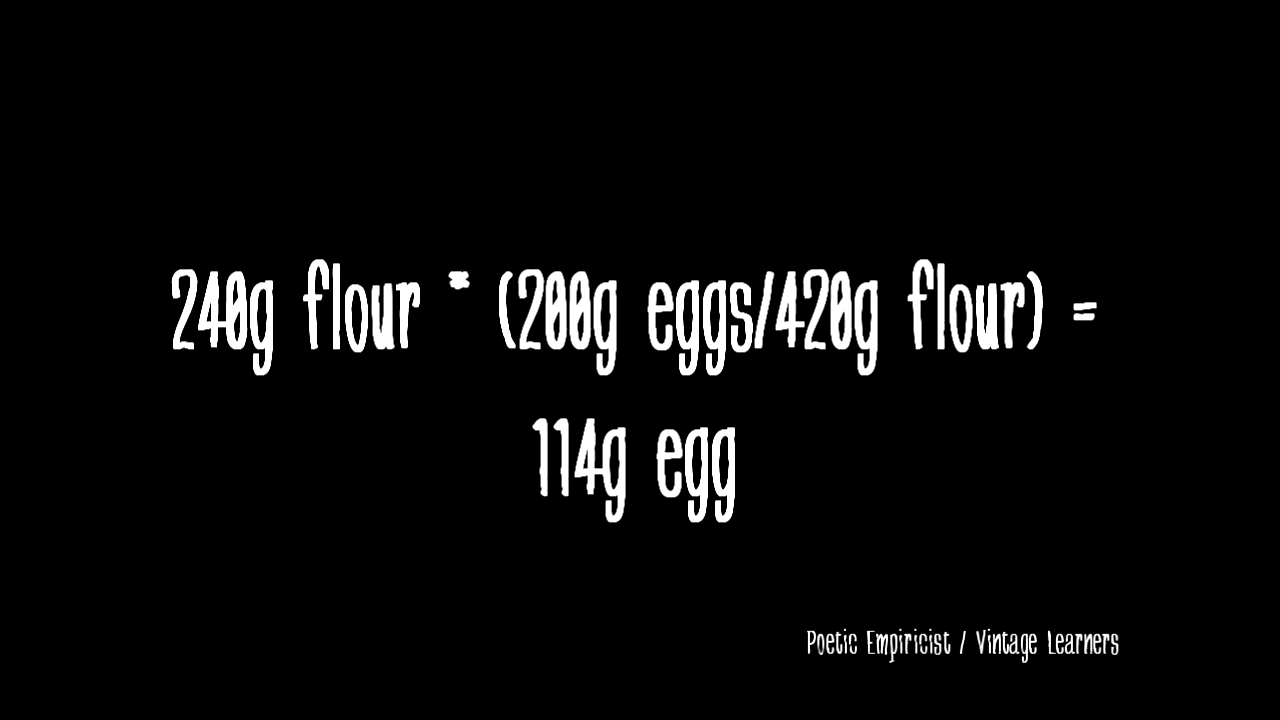 240g flour * (200g eggs/420g flour) =
114g egg
Poetic Empiricist / Vintage Learners